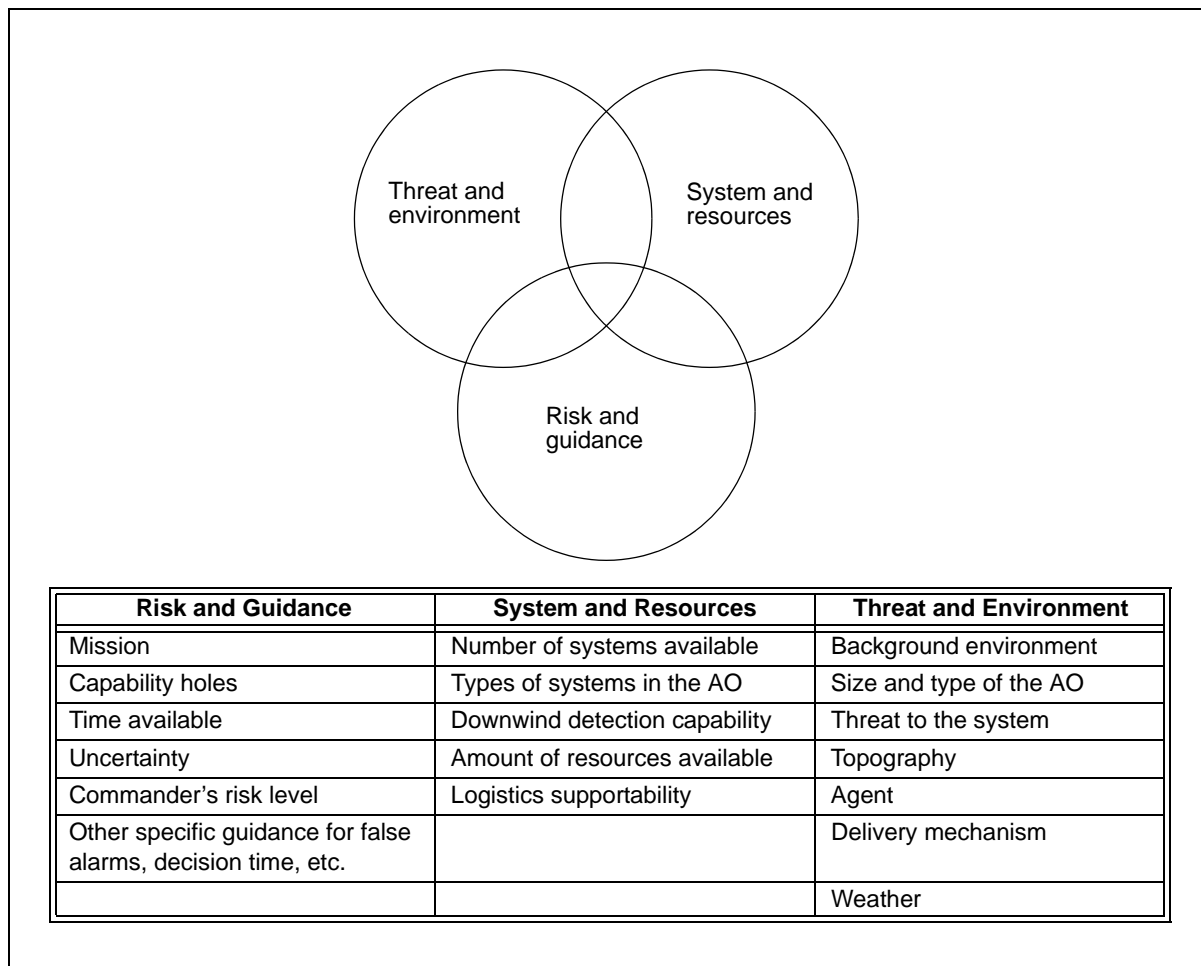 Threat and
environment
System and
resources
Risk and
guidance
Risk and Guidance System and Resources Threat and Environment
Mission Number of systems available Background environment
Capability holes Types of systems in the AO Size and type of the AO
Time available Downwind detection capability Threat to the system
Uncertainty Amount of resources available Topography
Commander’s risk level Logistics supportability Agent
Other specific guidance for false
alarms, decision time, etc.
Delivery mechanism
Weather